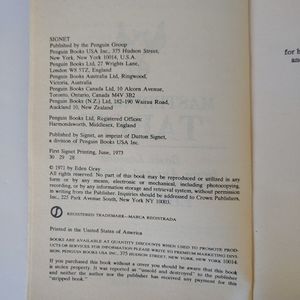 SIGNET
Published by the Penguin Group
Penguin Books USA Inc., 375 Hudson Street,
New York, New York 10014, U.S.A.
Penguin Books Ltd, 27 Wrights Lane,
London W8 5TZ, England
Penguin Books Australia Ltd, Ringwood,
Victoria, Australia
Penguin Books Canada Ltd, 10 Alcorn Avenue,
Toronto, Ontario, Canada M4V 3B2
Penguin Books (N.Z.) Ltd, 182-190 Wairau Road,
Auckland 10, New Zealand
Penguin Books Ltd, Registered Offices:
Harmondsworth, Middlesex, England
Published by Signet, an imprint of Dutton Signet,
a division of Penguin Books USA Inc.
First Signet Printing, June, 1973
30 29 28
© 1971 by Eden Gray
All rights reserved. No part of this book may be reproduced or utilized in any
form or by any means, electronic or mechanical, including photocopying,
recording, or by any information storage and retrieval system, without permission
in writing from the Publisher. Inquiries should be addressed to Crown Publishers,
Inc., 225 Park Avenue South, New York NY 10003.
REGISTERED TRADEMARK—MARCA REGISTRADA
Printed in the United States of America
BOOKS ARE AVAILABLE AT QUANTITY DISCOUNTS WHEN USED TO PROMOTE PROD-
UCTS OR SERVICES. FOR INFORMATION PLEASE WRITE TO PREMIUM MARKETING DIVI-
SION, PENGUIN BOOKS USA INC., 375 HUDSON STREET, NEW YORK, NEW YORK 10014.
If you purchased this book without a cover you should be aware that this book
is stolen property. It was reported as "unsold and destroyed" to the publisher
and neither the author nor the publisher has received any payment for this
"stripped book."
for h
an